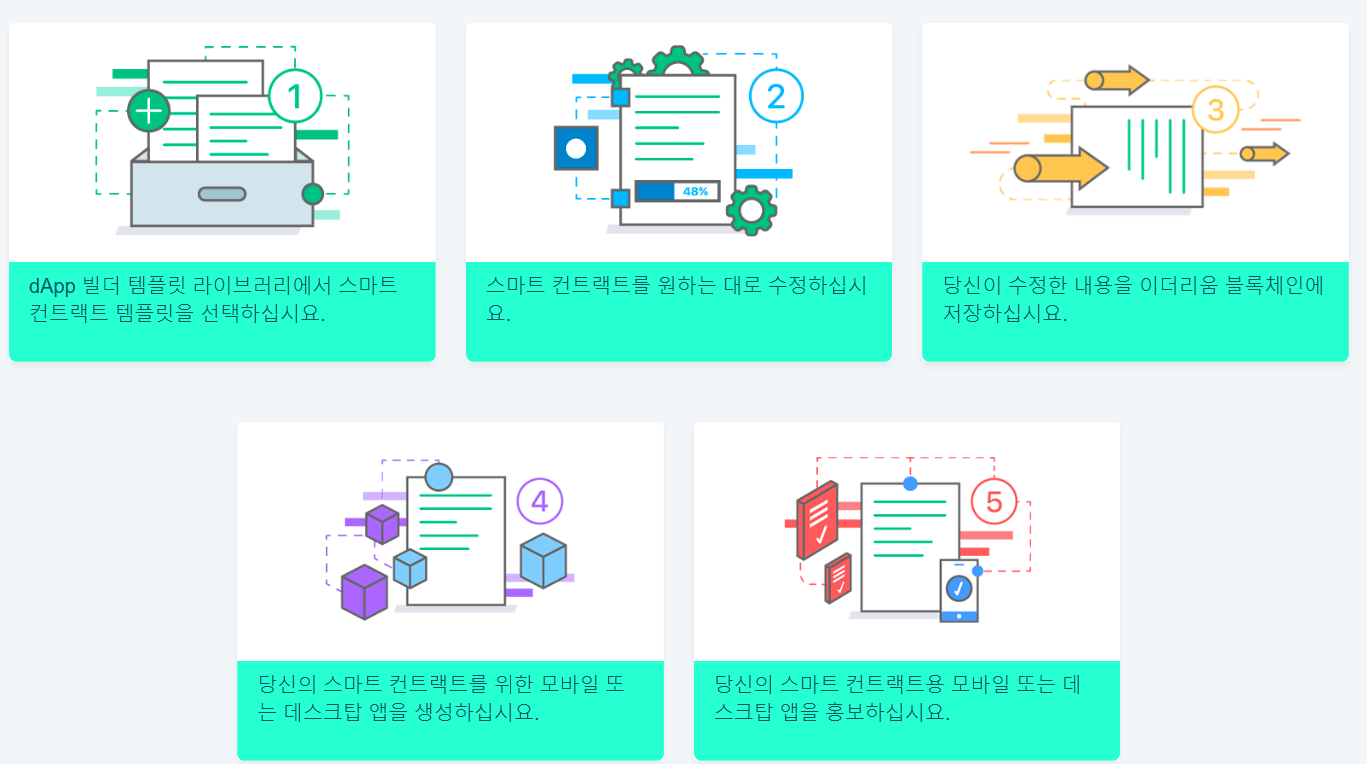 1
dApp 빌더 템플릿 라이브러리에서 스마트
컨트랙트 템플릿을 선택하십시요.
2
48%
스마트 컨트랙트를 원하는 대로 수정하십시
요.
3
당신이 수정한 내용을 이더리움 블록체인에
저장하십시요.
4
당신의 스마트 컨트랙트를 위한 모바일 또
는 데스크탑 앱을 생성하십시요.
5
당신의 스마트 컨트랙트용 모바일 또는 데
스크탑 앱을 홍보하십시요.